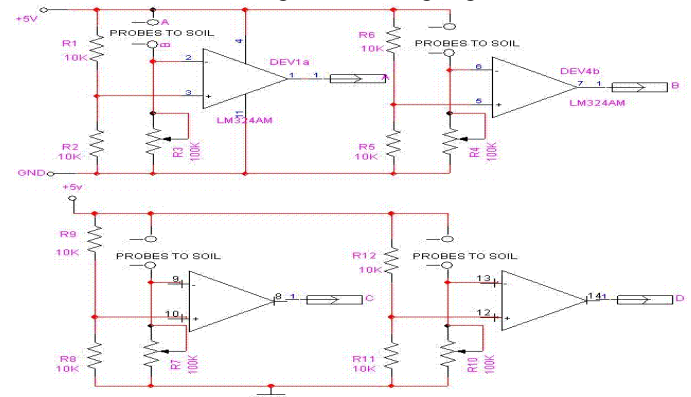 +5V
A
PROBES TO SOIL
B
R1
10K
2
-
3
+
4
11
DEV1a
1
1
A
LM324AM
R2
10K
R3
100K
GND
R6
10K
PROBES TO SOIL
6
-
5
+
DEV4b
7
1
B
LM324AM
R5
10K
R4
100K
+5v
R9
10K
PROBES TO SOIL
9
-
10
+
8
1
C
R8
10K
R7
100K
R12
10K
PROBES TO SOIL
13
-
12
+
14
1
D
R11
10K
R10
100K